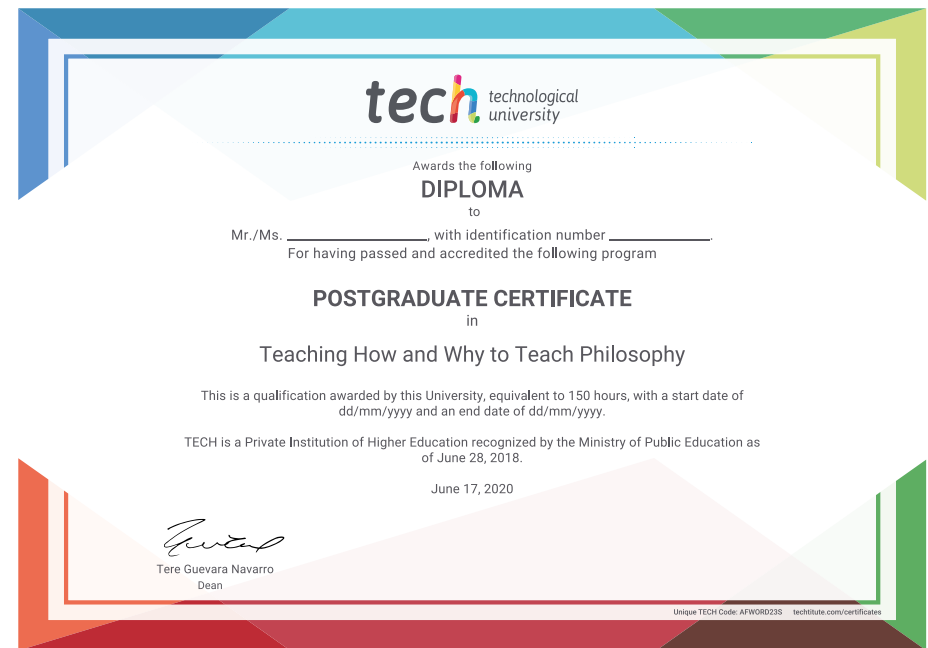 tech technological
university
Awards the following
DIPLOMA
to
Mr./Ms. ____________________, with identification number ______________.
For having passed and accredited the following program
POSTGRADUATE CERTIFICATE
in
Teaching How and Why to Teach Philosophy
This is a qualification awarded by this University, equivalent to 150 hours, with a start date of
dd/mm/yyyy and an end date of dd/mm/yyyy.
TECH is a Private Institution of Higher Education recognized by the Ministry of Public Education as
of June 28, 2018.
June 17, 2020
Tere Guevara Navarro
Dean
Unique TECH Code: AFWORD23S techtitute.com/certificates